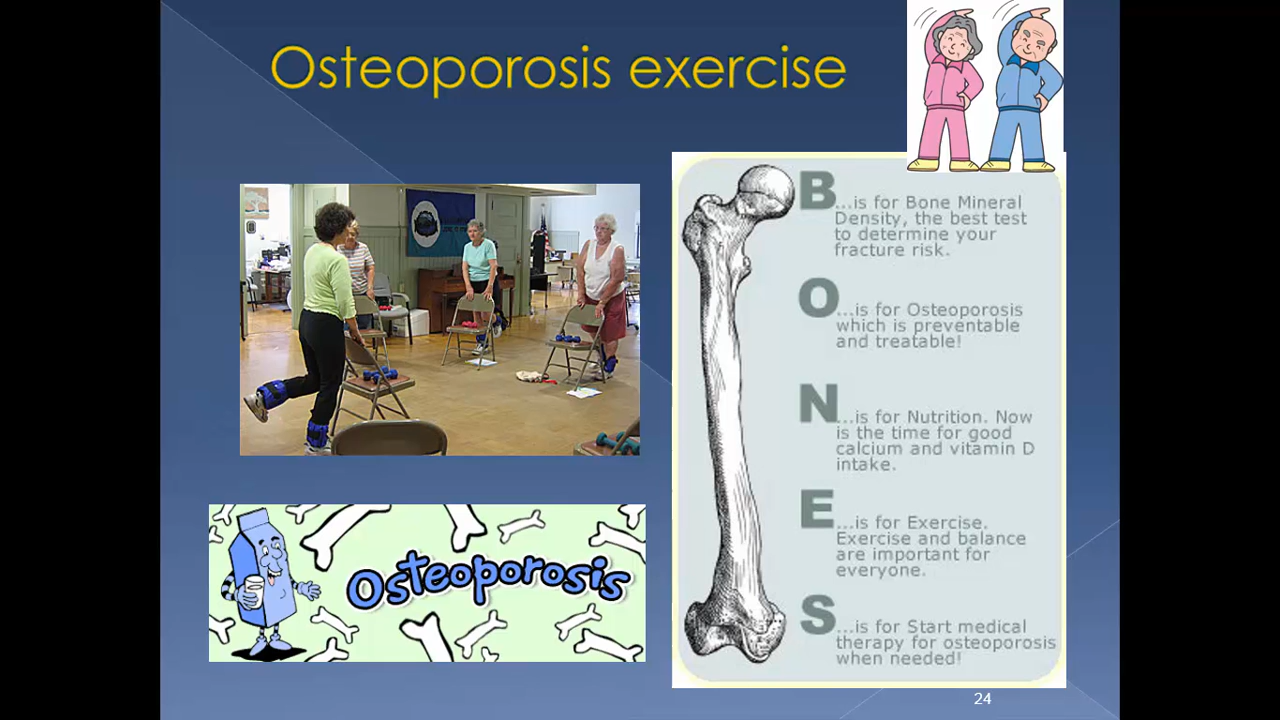 Osteoporosis exercise
B
...is for Bone Mineral
Density, the best test
to determine your
fracture risk.
O
...is for Osteoporosis
which is preventable
and treatable!
N
...is for Nutrition. Now
is the time for good
calcium and vitamin D
intake.
E
...is for Exercise.
Exercise and balance
are important for
everyone.
S
...is for Start medical
therapy for osteoporosis
when needed!
Osteoporosis
24